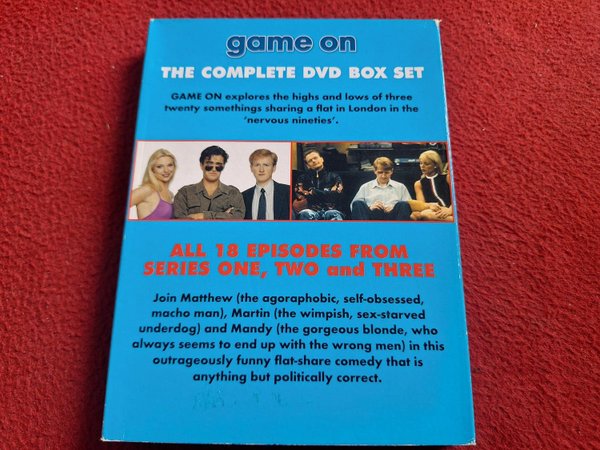 game on
THE COMPLETE DVD BOX SET
GAME ON explores the highs and lows of three
twenty somethings sharing a flat in London in the
'nervous nineties'.
ALL 18 EPISODES FROM
SERIES ONE, TWO and THREE
Join Matthew (the agoraphobic, self-obsessed,
macho man), Martin (the wimpish, sex-starved
underdog) and Mandy (the gorgeous blonde, who
always seems to end up with the wrong men) in this
outrageously funny flat-share comedy that is
anything but politically correct.